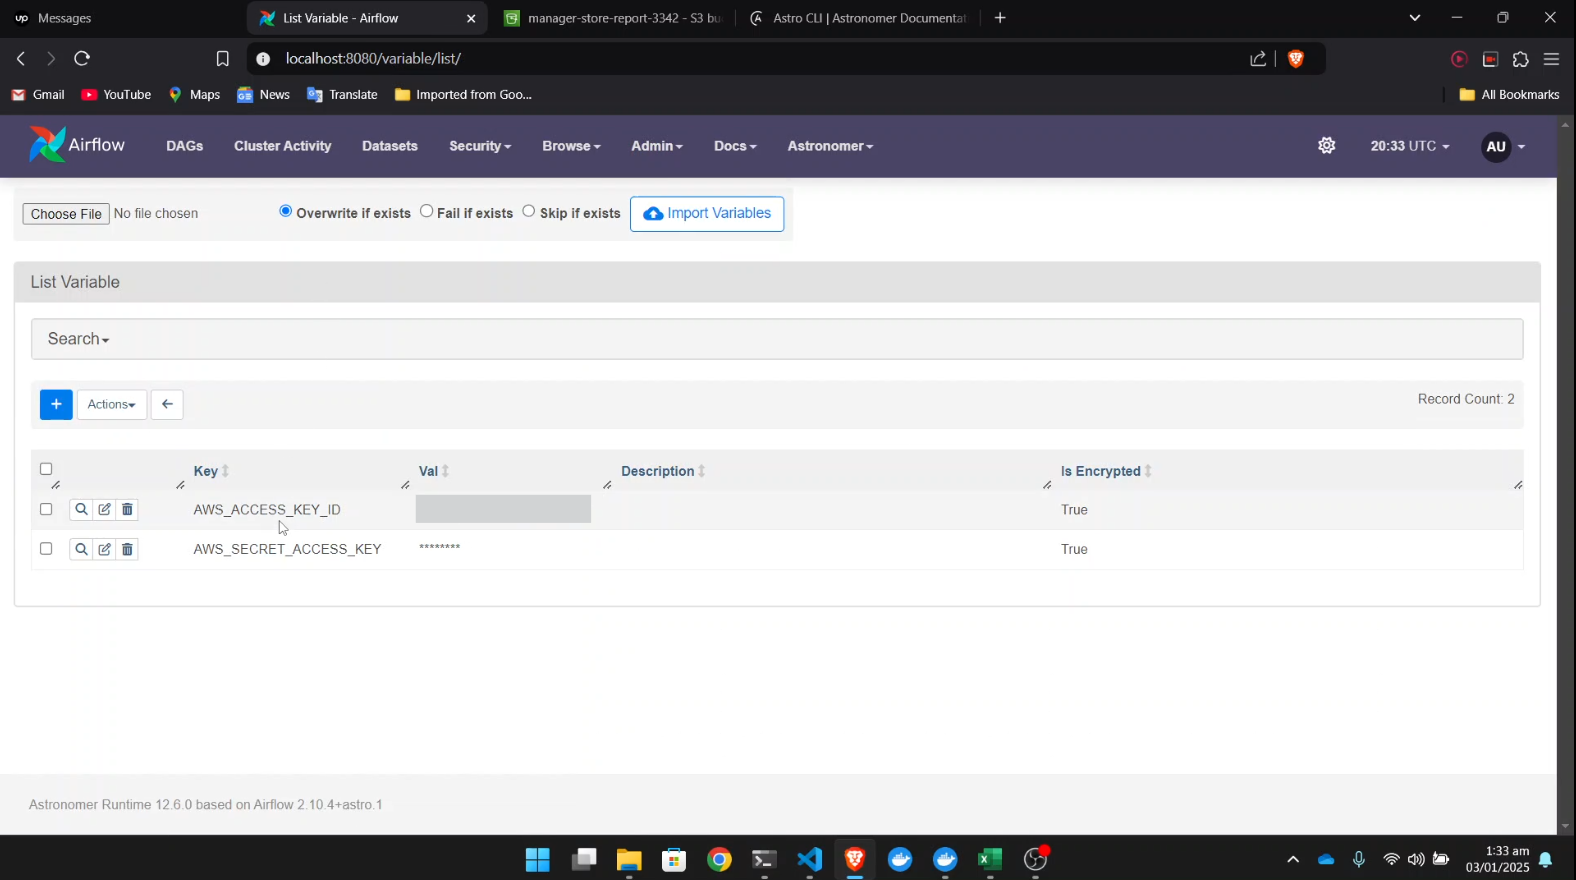 Messages
List Variable - Airflow
manager-store-report-3342 - S3 bu
Astro CLI | Astronomer Documentat
localhost:8080/variable/list/
Gmail
YouTube
Maps
News
Translate
Imported from Goo...
All Bookmarks
Airflow
DAGs
Cluster Activity
Datasets
Security
Browse
Admin
Docs
Astronomer
20:33 UTC
AU
Choose File No file chosen
Overwrite if exists
Fail if exists
Skip if exists
Import Variables
List Variable
Search
+
Actions
Record Count: 2
Key
Val
Description
Is Encrypted
AWS_ACCESS_KEY_ID
True
AWS_SECRET_ACCESS_KEY
********
True
Astronomer Runtime 12.6.0 based on Airflow 2.10.4+astro.1
1:33 am
03/01/2025